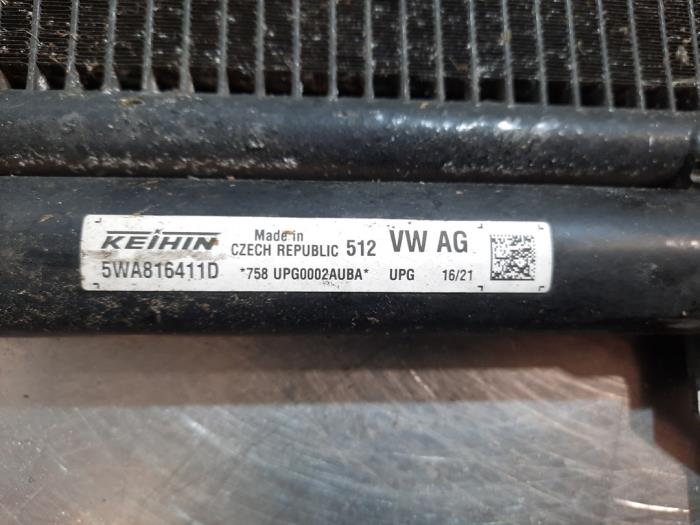 KEIHIN Made in CZECH REPUBLIC 512 VW AG
5WA816411D *758 UPG0002AUBA* UPG 16/21